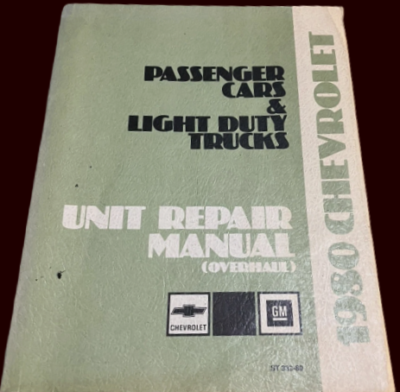 PASSENGER
CARS
&
LIGHT DUTY
TRUCKS
UNIT REPAIR
MANUAL
(OVERHAUL)
CHEVROLET
GM
1980 CHEVROLET